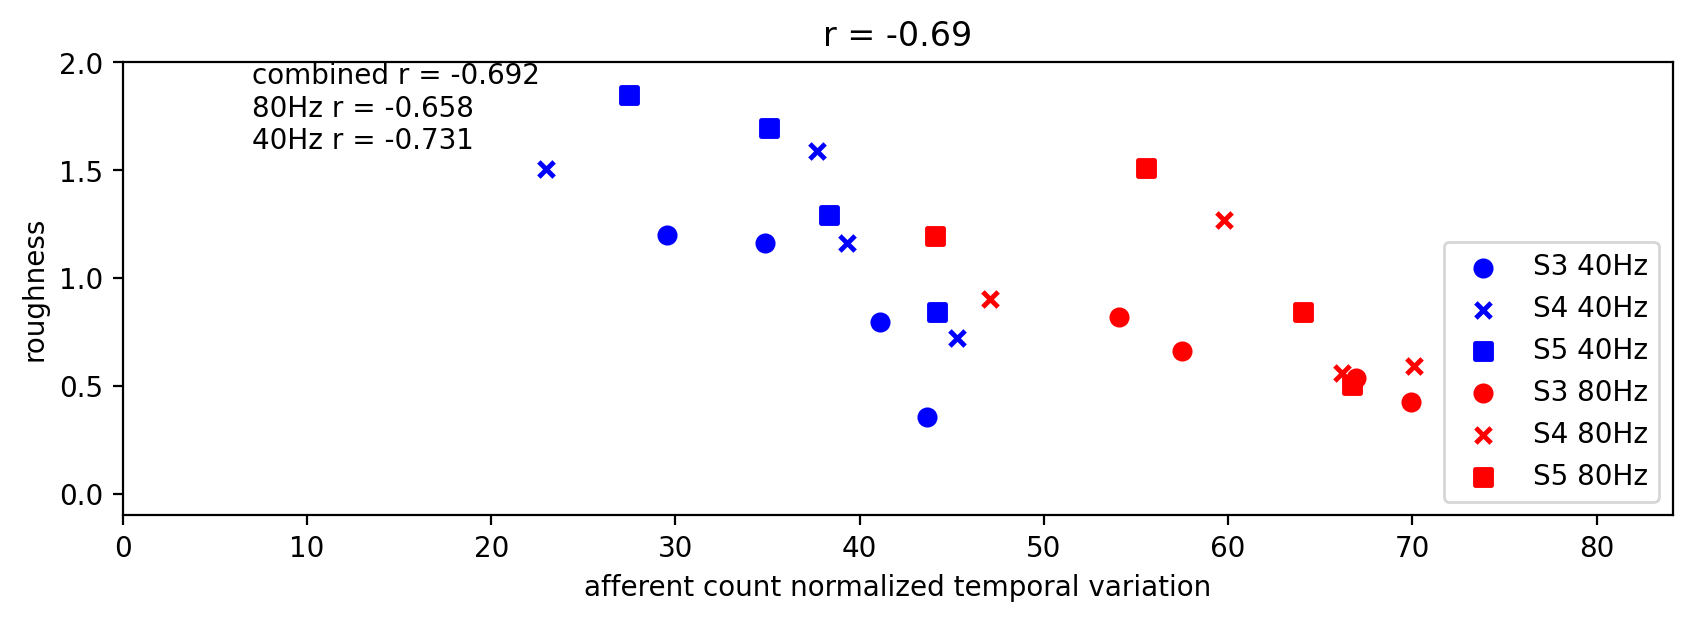 r = -0.69
combined r = -0.692
80Hz r = -0.658
40Hz r = -0.731
2.0
1.5
1.0
0.5
0.0
roughness
S3 40Hz
S4 40Hz
S5 40Hz
S3 80Hz
S4 80Hz
S5 80Hz
0 10 20 30 40 50 60 70 80
afferent count normalized temporal variation